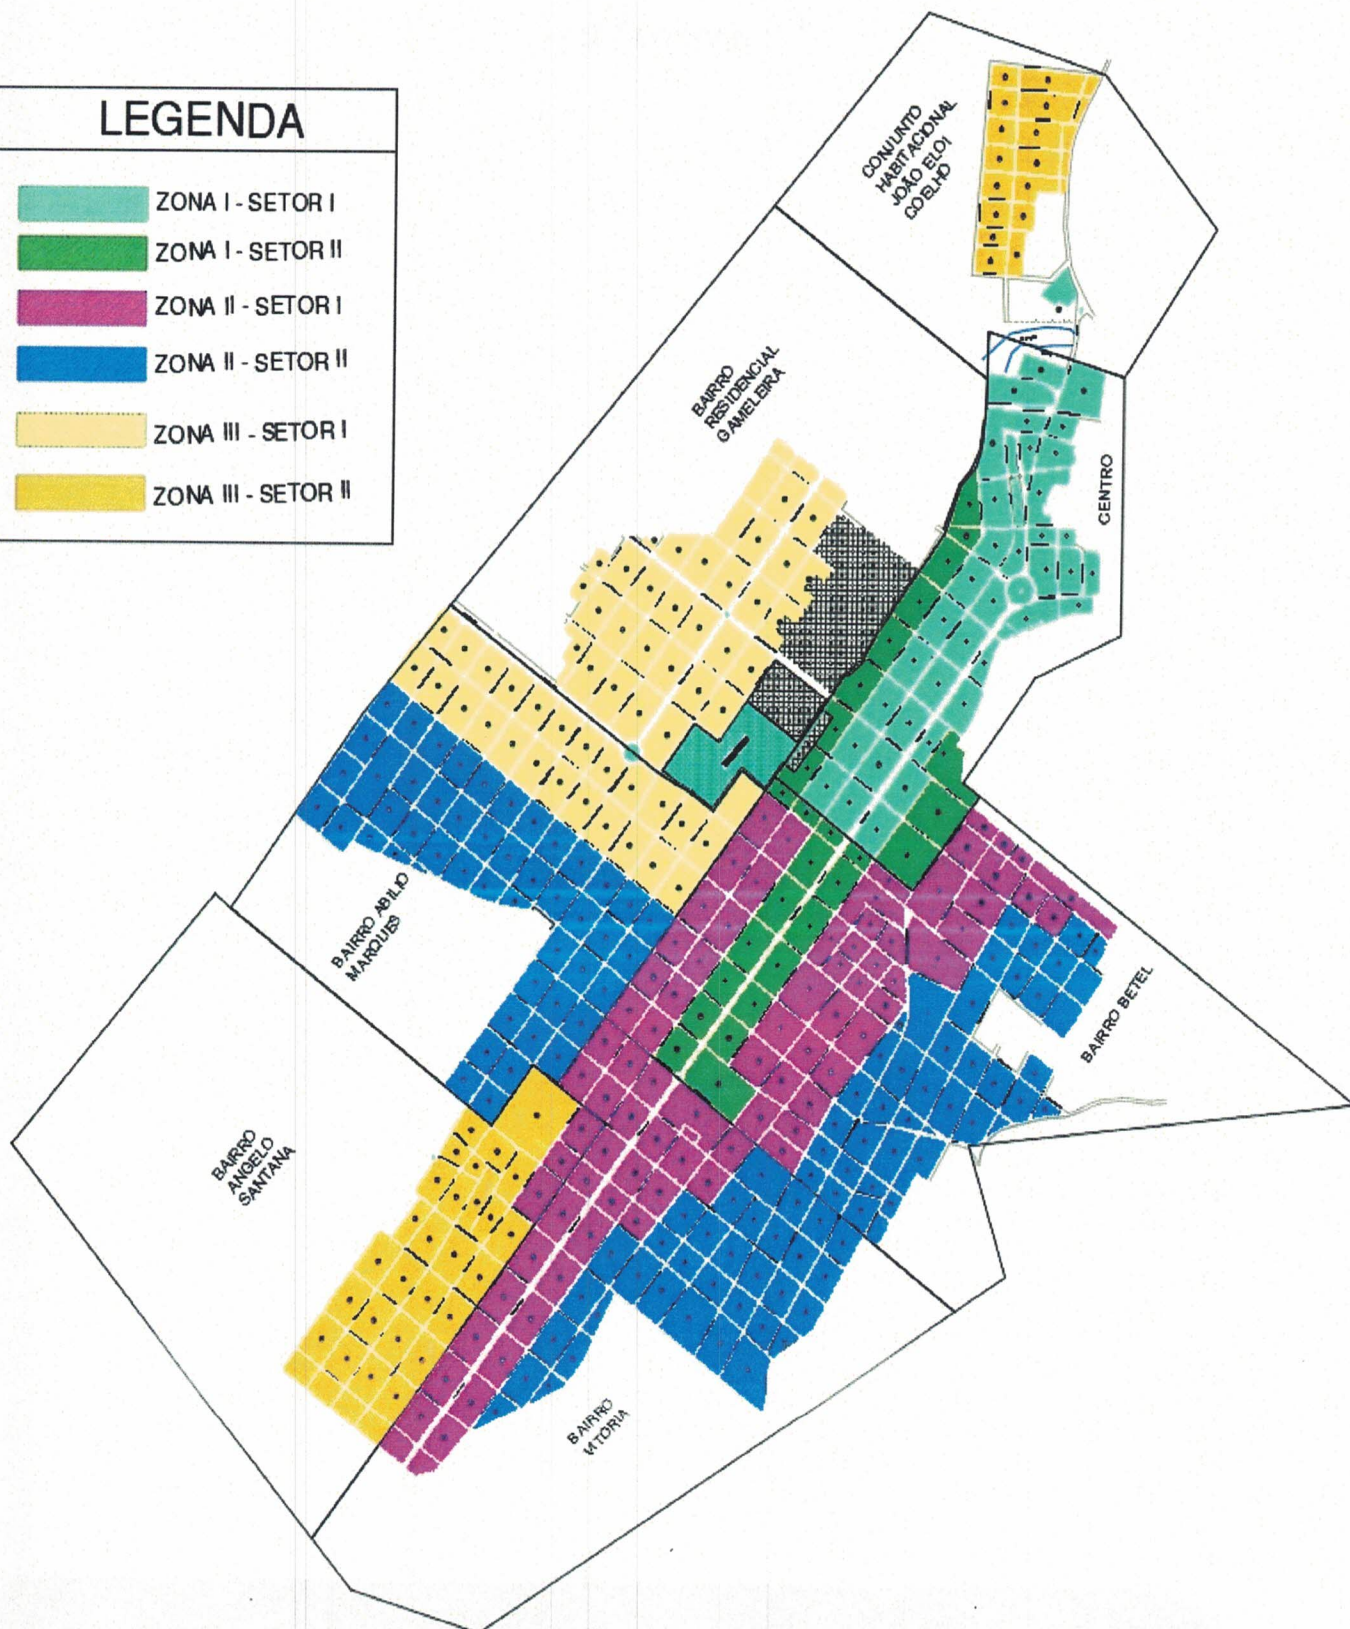 LEGENDA
ZONA I - SETOR I
ZONA I - SETOR II
ZONA II - SETOR I
ZONA II - SETOR II
ZONA III - SETOR I
ZONA III - SETOR II
CONJUNTO
HABITACIONAL
JOÃO ELOI
COELHO
BAIRRO
RESIDENCIAL
GAMELEIRA
CENTRO
BAIRRO ABILIO
MARQUES
BAIRRO BETEL
BAIRRO
ANGELO
SANTANA
BAIRRO
VITORIA